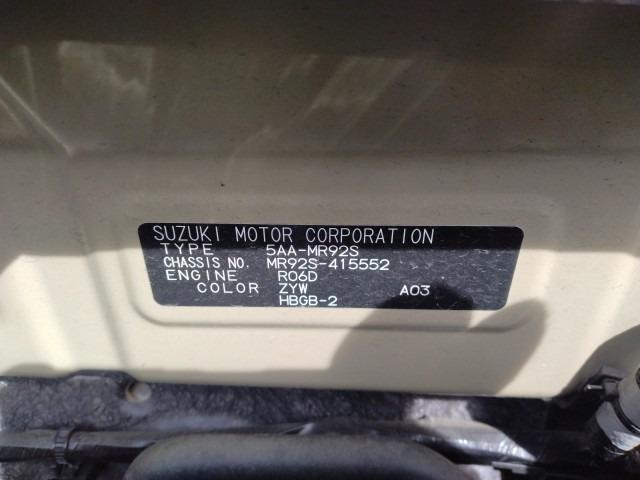 SUZUKI MOTOR CORPORATION
TYPE 5AA-MR92S
CHASSIS NO. MR92S-415552
ENGINE R06D
COLOR ZYW A03
HBGB-2